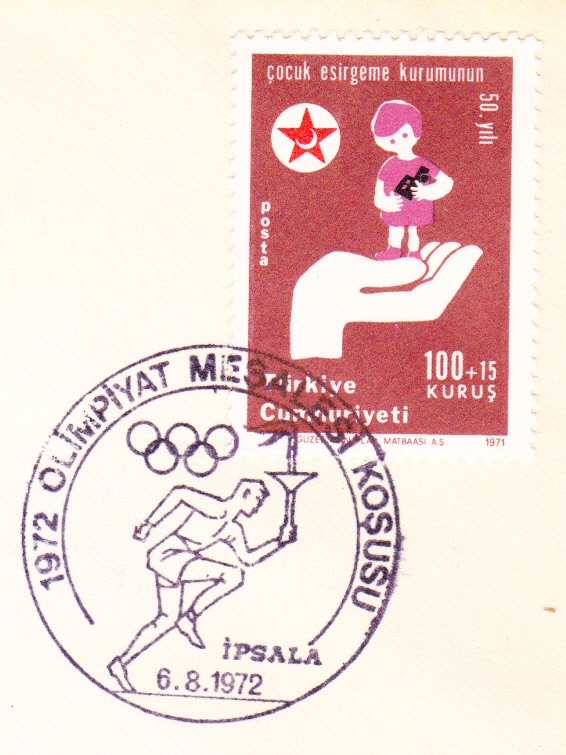 çocuk esirgeme kurumunun
50. yılı
posta
100+15
KURUŞ
Türkiye
Cumhuriyeti
MATBAASI A.Ş.
1971
1972 OLİMPİYAT MEŞALESİ KOŞUSU
İPSALA
6.8.1972